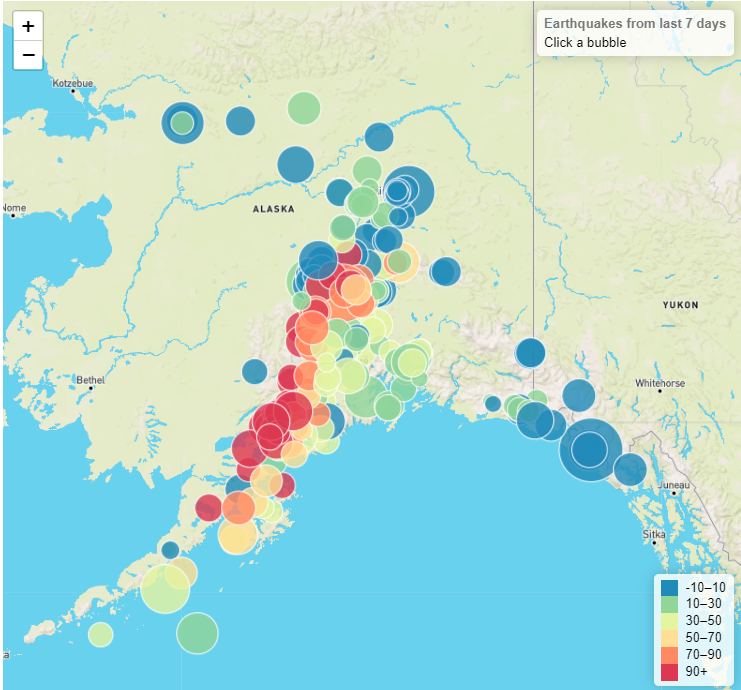 +
−
Earthquakes from last 7 days
Click a bubble
Kotzebue
Nome
ALASKA
YUKON
Bethel
Whitehorse
Juneau
Sitka
-10–10
10–30
30–50
50–70
70–90
90+